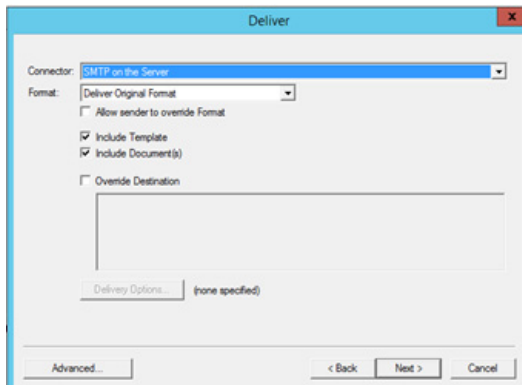 Deliver
x
Connector: SMTP on the Server
Format: Deliver Original Format
Allow sender to override Format
Include Template
Include Document(s)
Override Destination
Delivery Options... (none specified)
Advanced... < Back Next > Cancel